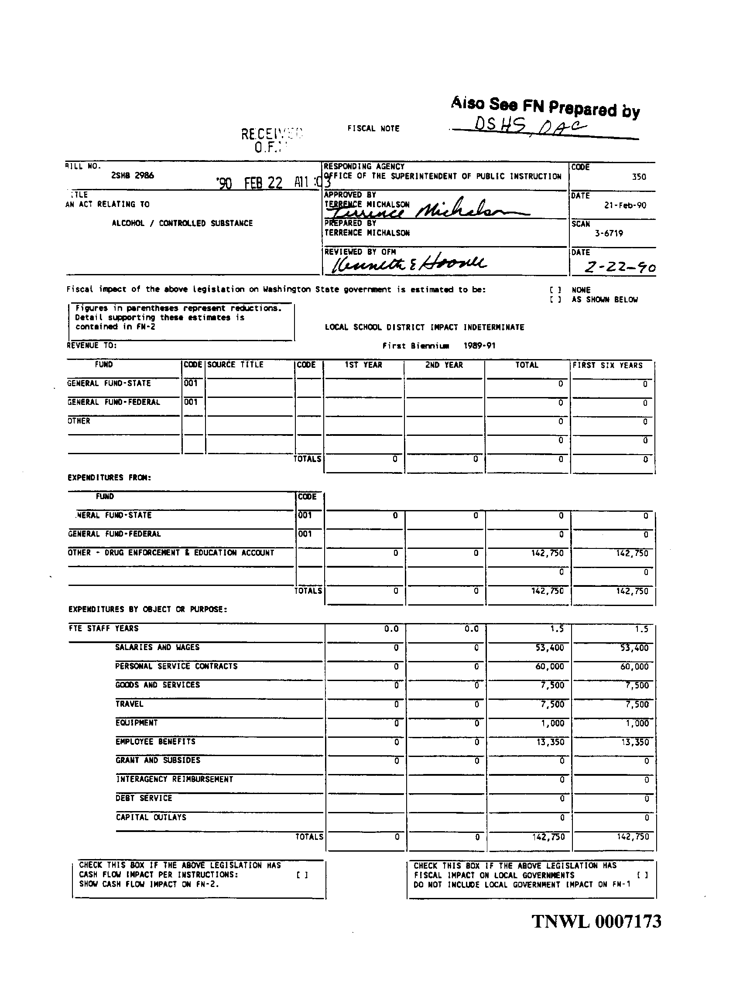 Also See FN Prepared by
DSHS, DAC
RECEIVED FISCAL NOTE
O.F.M
'90 FEB 22 A11 :03
BILL NO. RESPONDING AGENCY CODE
2SHB 2986 OFFICE OF THE SUPERINTENDENT OF PUBLIC INSTRUCTION 350
TLE APPROVED BY DATE
AN ACT RELATING TO TERRENCE MICHALSON 21-Feb-90
Terrence Michalson
ALCOHOL / CONTROLLED SUBSTANCE PREPARED BY SCAN
TERRENCE MICHALSON 3-6719
REVIEWED BY OFM DATE
Kenneth E Hoover 2-22-90
Fiscal impact of the above legislation on Washington State government is estimated to be: [ ] NONE
[ ] AS SHOWN BELOW
Figures in parentheses represent reductions.
Detail supporting these estimates is
contained in FN-2 LOCAL SCHOOL DISTRICT IMPACT INDETERMINATE
REVENUE TO: First Biennium 1989-91
FUND CODE SOURCE TITLE CODE 1ST YEAR 2ND YEAR TOTAL FIRST SIX YEARS
GENERAL FUND-STATE 001 0 0
GENERAL FUND-FEDERAL 001 0 0
OTHER 0 0
0 0
TOTALS 0 0 0 0
EXPENDITURES FROM:
FUND CODE
NERAL FUND-STATE 001 0 0 0 0
GENERAL FUND-FEDERAL 001 0 0
OTHER - DRUG ENFORCEMENT & EDUCATION ACCOUNT 0 0 142,750 142,750
0 0
TOTALS 0 0 142,750 142,750
EXPENDITURES BY OBJECT OR PURPOSE:
FTE STAFF YEARS 0.0 0.0 1.5 1.5
SALARIES AND WAGES 0 0 53,400 53,400
PERSONAL SERVICE CONTRACTS 0 0 60,000 60,000
GOODS AND SERVICES 0 0 7,500 7,500
TRAVEL 0 0 7,500 7,500
EQUIPMENT 0 0 1,000 1,000
EMPLOYEE BENEFITS 0 0 13,350 13,350
GRANT AND SUBSIDES 0 0 0 0
INTERAGENCY REIMBURSEMENT 0 0
DEBT SERVICE 0 0
CAPITAL OUTLAYS 0 0
TOTALS 0 0 142,750 142,750
CHECK THIS BOX IF THE ABOVE LEGISLATION HAS
CASH FLOW IMPACT PER INSTRUCTIONS: [ ]
SHOW CASH FLOW IMPACT ON FN-2.
CHECK THIS BOX IF THE ABOVE LEGISLATION HAS
FISCAL IMPACT ON LOCAL GOVERNMENTS [ ]
DO NOT INCLUDE LOCAL GOVERNMENT IMPACT ON FN-1
TNWL 0007173